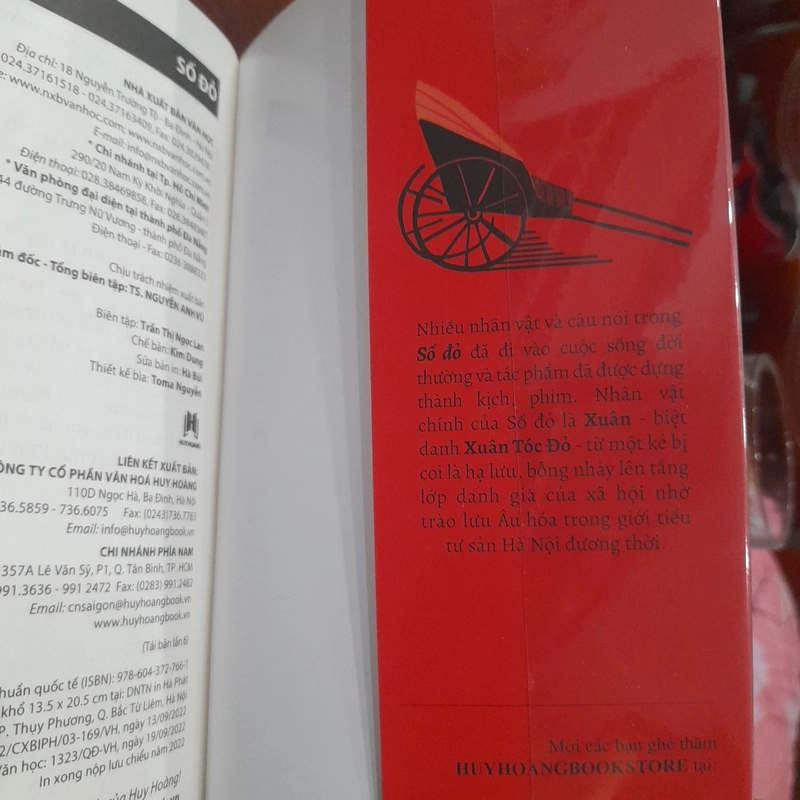 SỐ ĐỎ
NHÀ XUẤT BẢN VĂN HỌC
Địa chỉ: 18 Nguyễn Trường Tộ - Ba Đình - Hà Nội
024.37161518 - 024.37163409, Fax: 024.38294781
www.nxbvanhoc.com; www.nxbvanhoc.vn
E-mail: info@nxbvanhoc.com.vn
* Chi nhánh tại Tp. Hồ Chí Minh
290/20 Nam Kỳ Khởi Nghĩa - Quận 3
Điện thoại: 028.38469858, Fax: 028.38483481
* Văn phòng đại diện tại thành phố Đà Nẵng
44 đường Trưng Nữ Vương - thành phố Đà Nẵng
Điện thoại - Fax: 0236.3888333
Chịu trách nhiệm xuất bản
đốc - Tổng biên tập: TS. NGUYỄN ANH VŨ
Biên tập: Trần Thị Ngọc Lan
Chế bản: Kim Dung
Sửa bản in: Hà Bùi
Thiết kế bìa: Toma Nguyễn
HUY HOANG
LIÊN KẾT XUẤT BẢN:
CÔNG TY CỔ PHẦN VĂN HOÁ HUY HOÀNG
110D Ngọc Hà, Ba Đình, Hà Nội
36.5859 - 736.6075 Fax: (0243)736.7783
Email: info@huyhoangbook.vn
CHI NHÁNH PHÍA NAM
357A Lê Văn Sỹ, P1, Q. Tân Bình, TP. HCM
991.3636 - 991 2472 Fax: (0283) 991.2482
Email: cnsaigon@huyhoangbook.vn
www.huyhoangbook.vn
(Tái bản lần 6)
chuẩn quốc tế (ISBN): 978-604-372-766-1
khổ 13.5 x 20.5 cm tại: DNTN in Hà Phát
P. Thụy Phương, Q. Bắc Từ Liêm, Hà Nội
2/CXBIPH/03-169/VH, ngày 13/09/2022
Văn học: 1323/QĐ-VH, ngày 19/09/2022
In xong nộp lưu chiểu năm 2022
của Huy Hoàng!
Nhiều nhân vật và câu nói trong
Số đỏ đã đi vào cuộc sống đời
thường và tác phẩm đã được dựng
thành kịch, phim. Nhân vật
chính của Số đỏ là Xuân - biệt
danh Xuân Tóc Đỏ - từ một kẻ bị
coi là hạ lưu, bỗng nhảy lên tầng
lớp danh giá của xã hội nhờ
trào lưu Âu hóa trong giới tiểu
tư sản Hà Nội đương thời.
Mời các bạn ghé thăm
HUYHOANGBOOKSTORE tại: